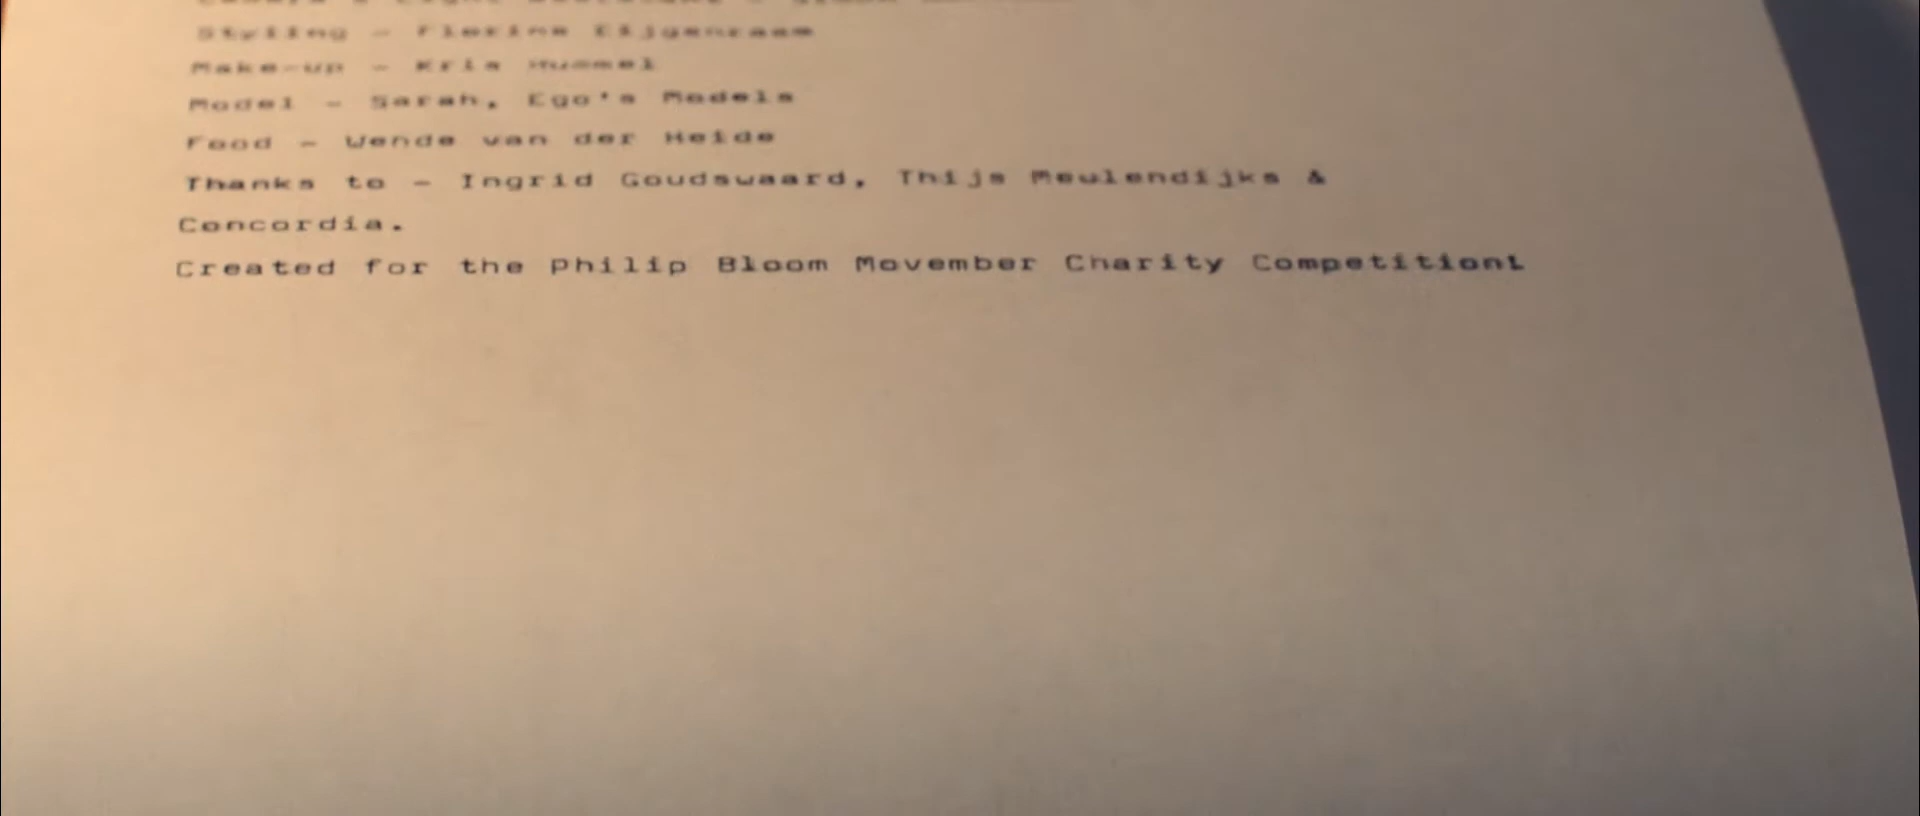 Styling - Florine Eijgenraam
Make-up - Kris Hummel
Model - Sarah, Ego's Models
Food - Wende van der Heide
Thanks to - Ingrid Goudswaard, Thijs Meulendijks &
Concordia.
Created for the Philip Bloom Movember Charity Competition!